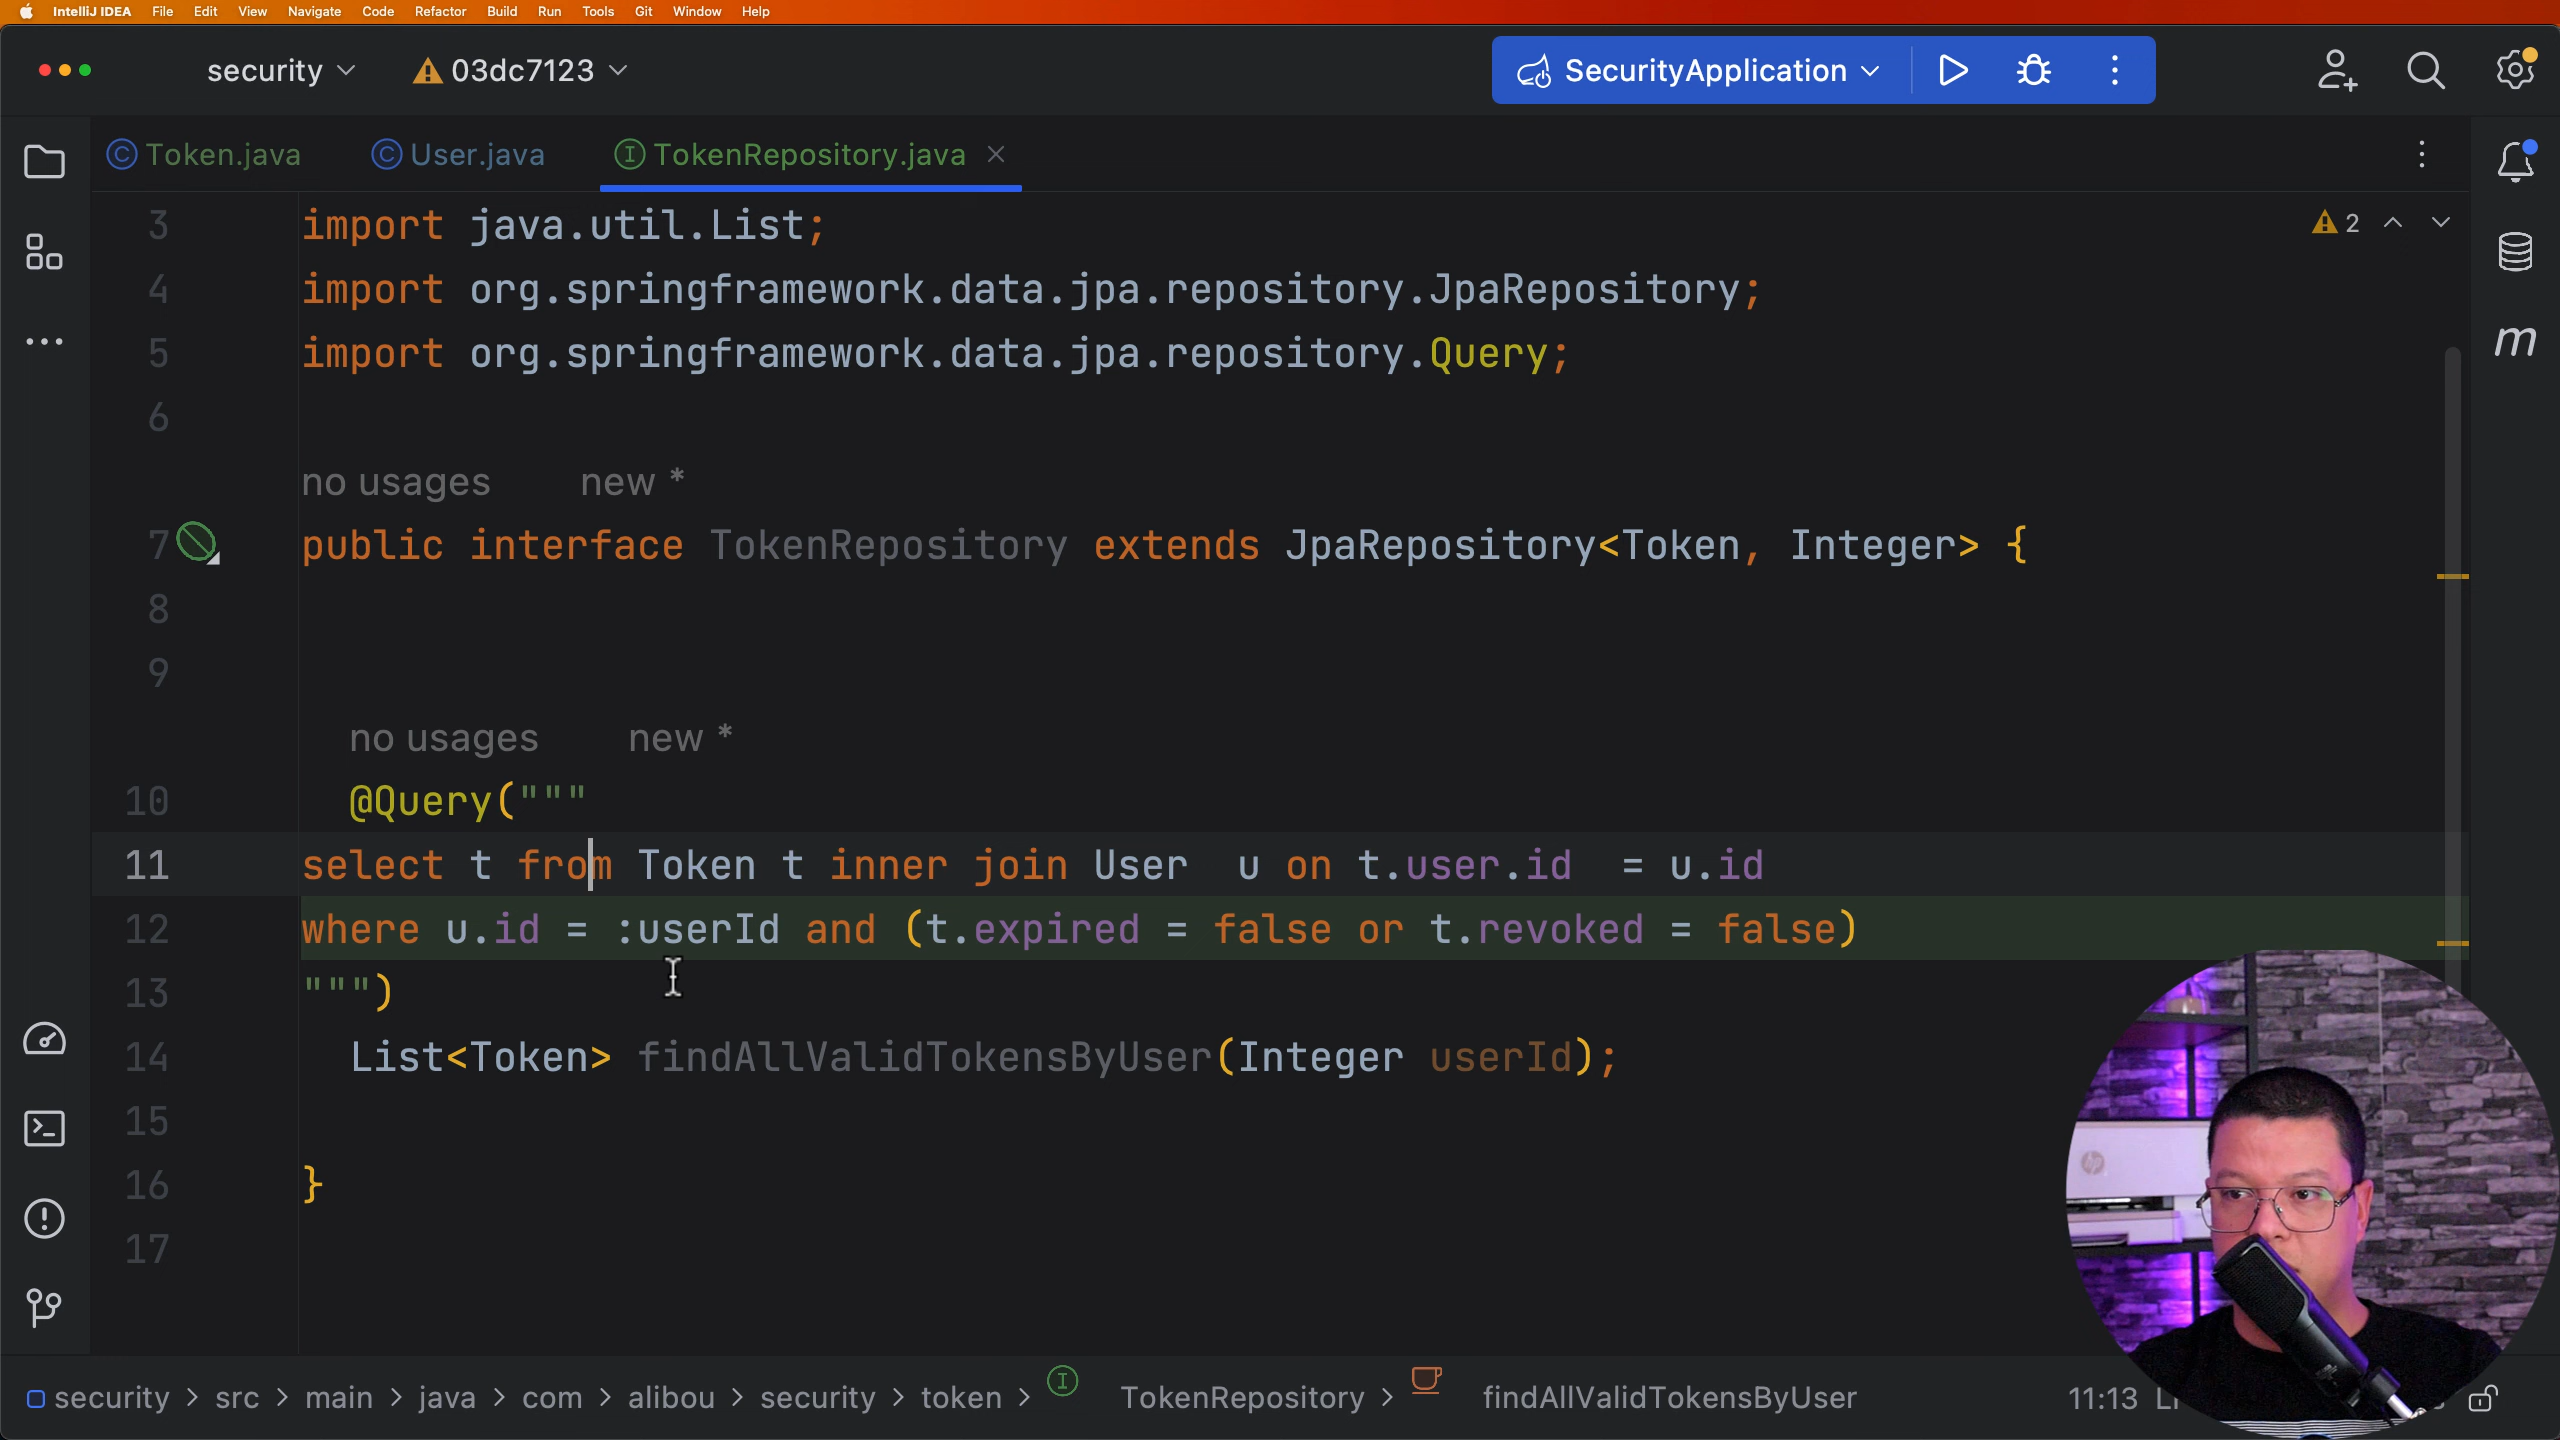 IntelliJ IDEA File Edit View Navigate Code Refactor Build Run Tools Git Window Help
security 03dc7123 SecurityApplication
Token.java User.java TokenRepository.java
2
3 import java.util.List;
4 import org.springframework.data.jpa.repository.JpaRepository;
5 import org.springframework.data.jpa.repository.Query;
6
no usages new *
7 public interface TokenRepository extends JpaRepository<Token, Integer> {
8
9
no usages new *
10 @Query("""
11 select t from Token t inner join User u on t.user.id = u.id
12 where u.id = :userId and (t.expired = false or t.revoked = false)
13 """)
14 List<Token> findAllValidTokensByUser(Integer userId);
15
16 }
17
security > src > main > java > com > alibou > security > token > TokenRepository > findAllValidTokensByUser 11:13